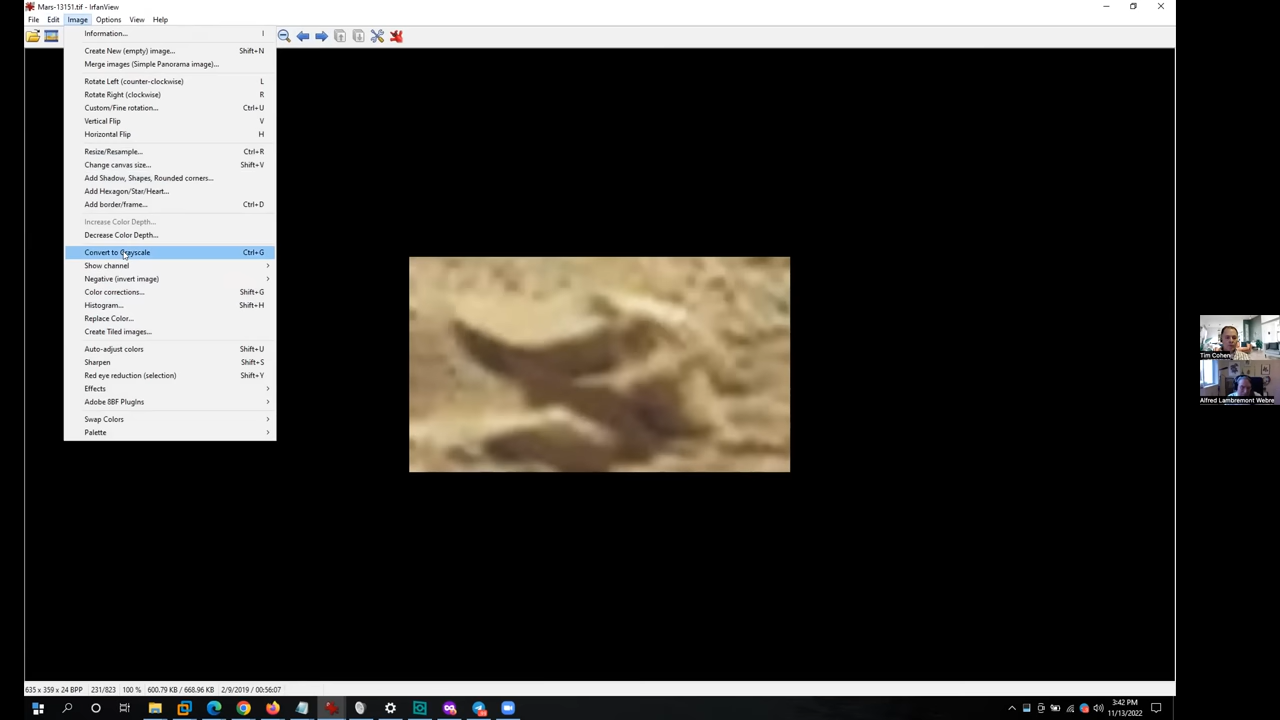 Mars-13151.tif - IrfanView
File Edit Image Options View Help
Information... I
Create New (empty) image... Shift+N
Merge images (Simple Panorama image)...
Rotate Left (counter-clockwise) L
Rotate Right (clockwise) R
Custom/Fine rotation... Ctrl+U
Vertical Flip V
Horizontal Flip H
Resize/Resample... Ctrl+R
Change canvas size... Shift+V
Add Shadow, Shapes, Rounded corners...
Add Hexagon/Star/Heart...
Add border/frame... Ctrl+D
Increase Color Depth...
Decrease Color Depth...
Convert to Grayscale Ctrl+G
Show channel
Negative (invert image)
Color corrections... Shift+G
Histogram... Shift+H
Replace Color...
Create Tiled images...
Auto-adjust colors Shift+U
Sharpen Shift+S
Red eye reduction (selection) Shift+Y
Effects
Adobe 8BF PlugIns
Swap Colors
Palette
Tim Cohen
Alfred Lambremont Webre
635 x 359 x 24 BPP 231/823 100 % 600.79 KB / 668.96 KB 2/9/2019 / 00:56:07
3:42 PM
11/13/2022